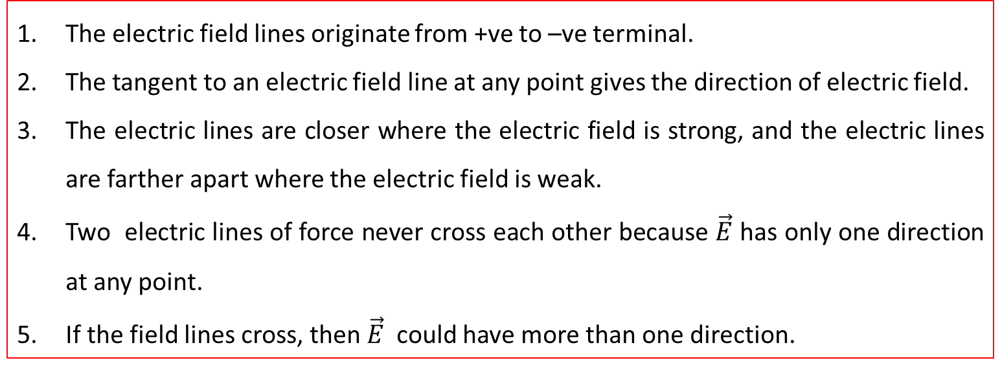 1. The electric field lines originate from +ve to –ve terminal.
2. The tangent to an electric field line at any point gives the direction of electric field.
3. The electric lines are closer where the electric field is strong, and the electric lines
are farther apart where the electric field is weak.
4. Two electric lines of force never cross each other because \vec{E} has only one direction
at any point.
5. If the field lines cross, then \vec{E} could have more than one direction.